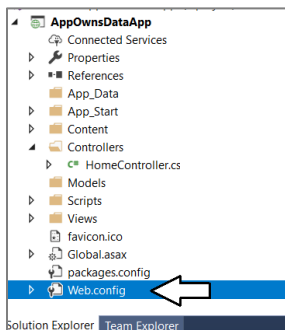 AppOwnsDataApp
Connected Services
Properties
References
App_Data
App_Start
Content
Controllers
C# HomeController.cs
Models
Scripts
Views
favicon.ico
Global.asax
packages.config
Web.config
Solution Explorer Team Explorer